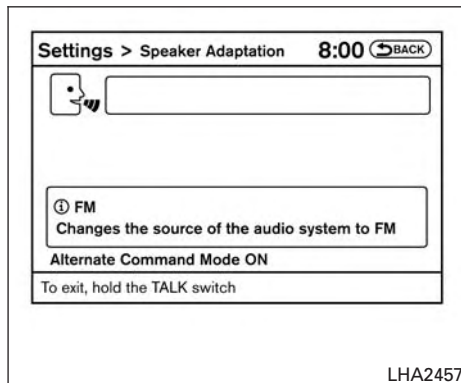 Settings > Speaker Adaptation 8:00 BACK
ⓘ FM
Changes the source of the audio system to FM
Alternate Command Mode ON
To exit, hold the TALK switch
LHA2457